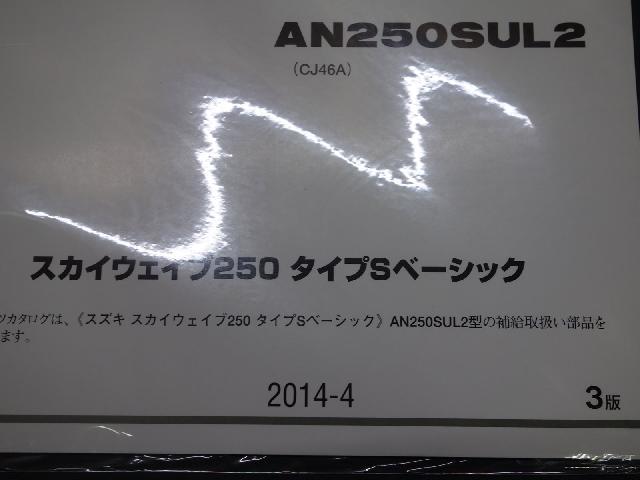 AN250SUL2
(CJ46A)
スカイウェイブ250 タイプSベーシック
ツカタログは、《スズキ スカイウェイブ250 タイプSベーシック》AN250SUL2型の補給取扱い部品を
ます。
2014-4
3版